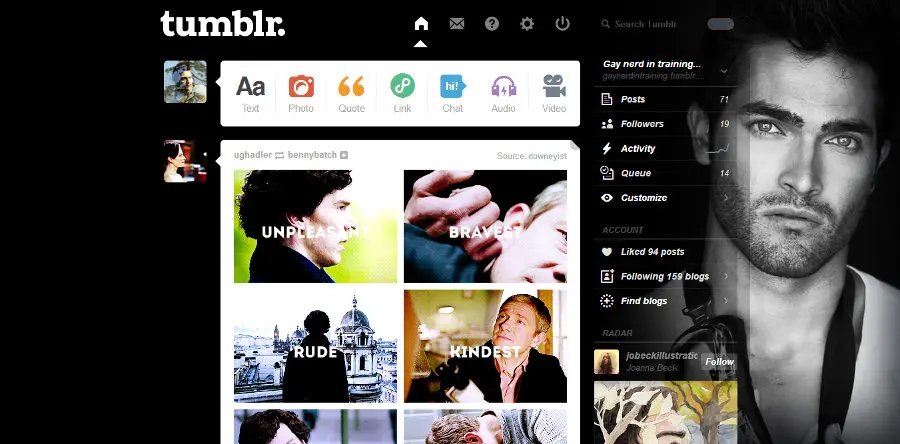 tumblr.
Search Tumblr
Aa
hi!
Text
Photo
Quote
Link
Chat
Audio
Video
ughadler bennybatch
Source: downeyist
UNPLEASANT
BRAVEST
RUDE
KINDEST
Gay nerd in training...
gaynerdintraining.tumblr....
Posts 71
Followers 19
Activity
Queue 14
Customize
ACCOUNT
Liked 94 posts
Following 159 blogs
Find blogs
RADAR
jobeckillustratic
Follow
Joanna Beck